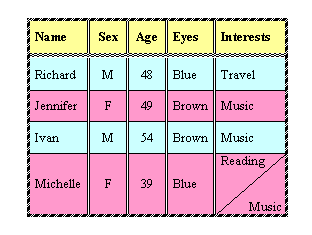 Name Sex Age Eyes Interests
Richard M 48 Blue Travel
Jennifer F 49 Brown Music
Ivan M 54 Brown Music
Reading
Michelle F 39 Blue
Music